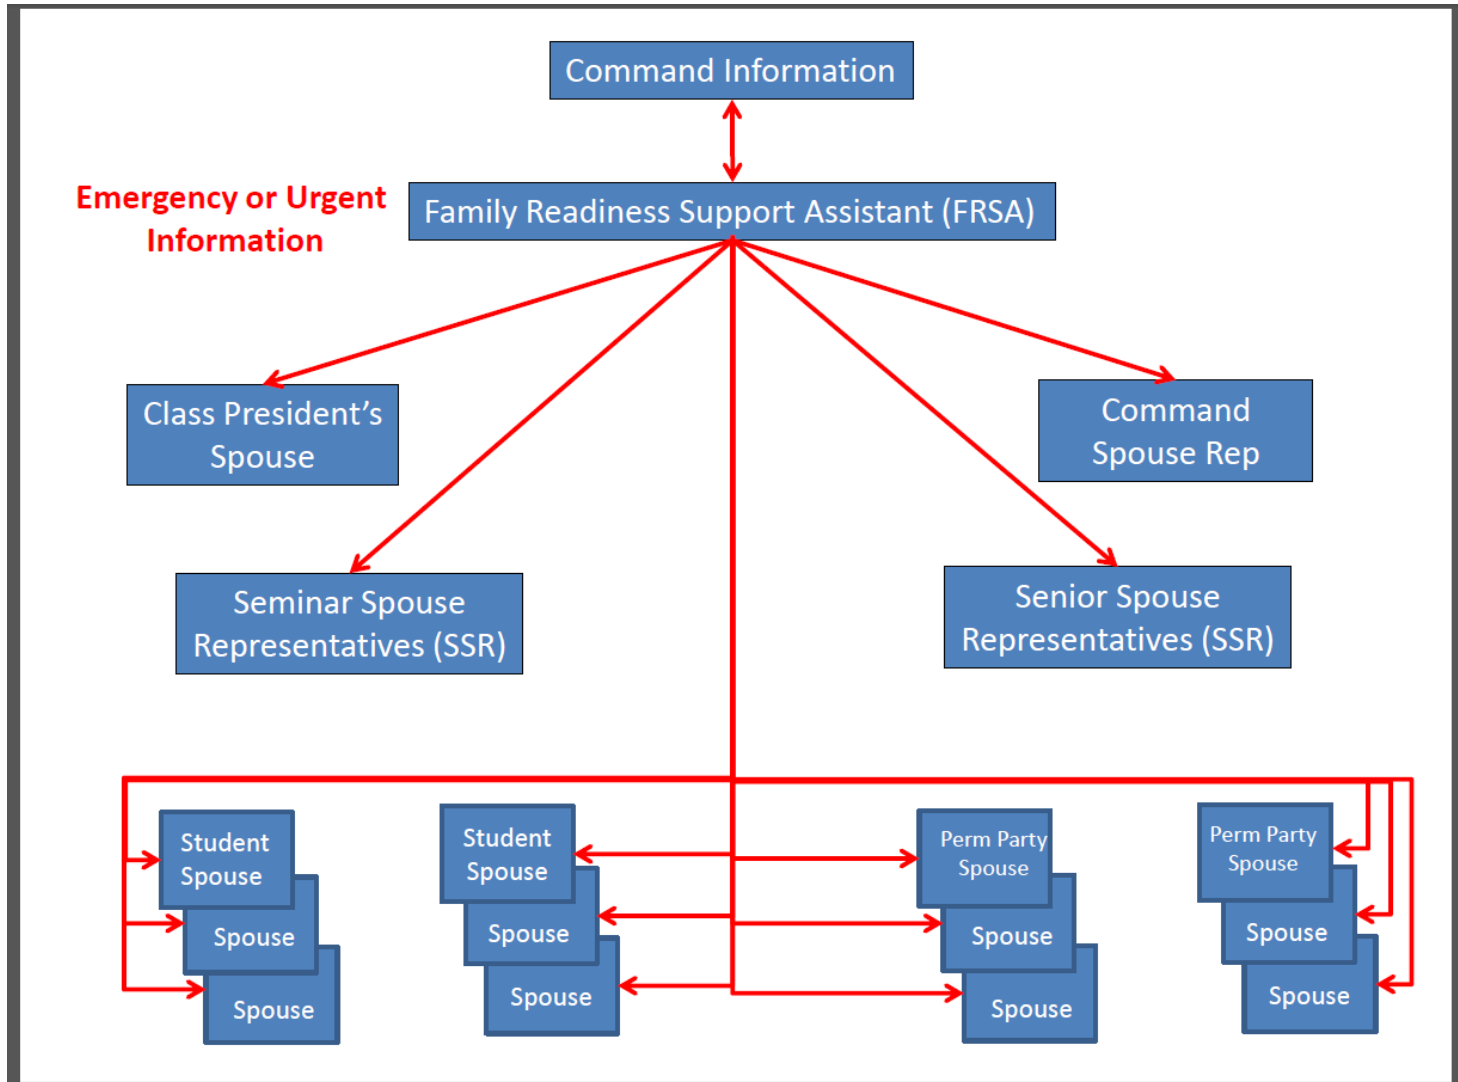 Command Information
Emergency or Urgent
Information
Family Readiness Support Assistant (FRSA)
Class President’s
Spouse
Command
Spouse Rep
Seminar Spouse
Representatives (SSR)
Senior Spouse
Representatives (SSR)
Student
Spouse
Spouse
Spouse
Student
Spouse
Spouse
Spouse
Perm Party
Spouse
Spouse
Spouse
Perm Party
Spouse
Spouse
Spouse